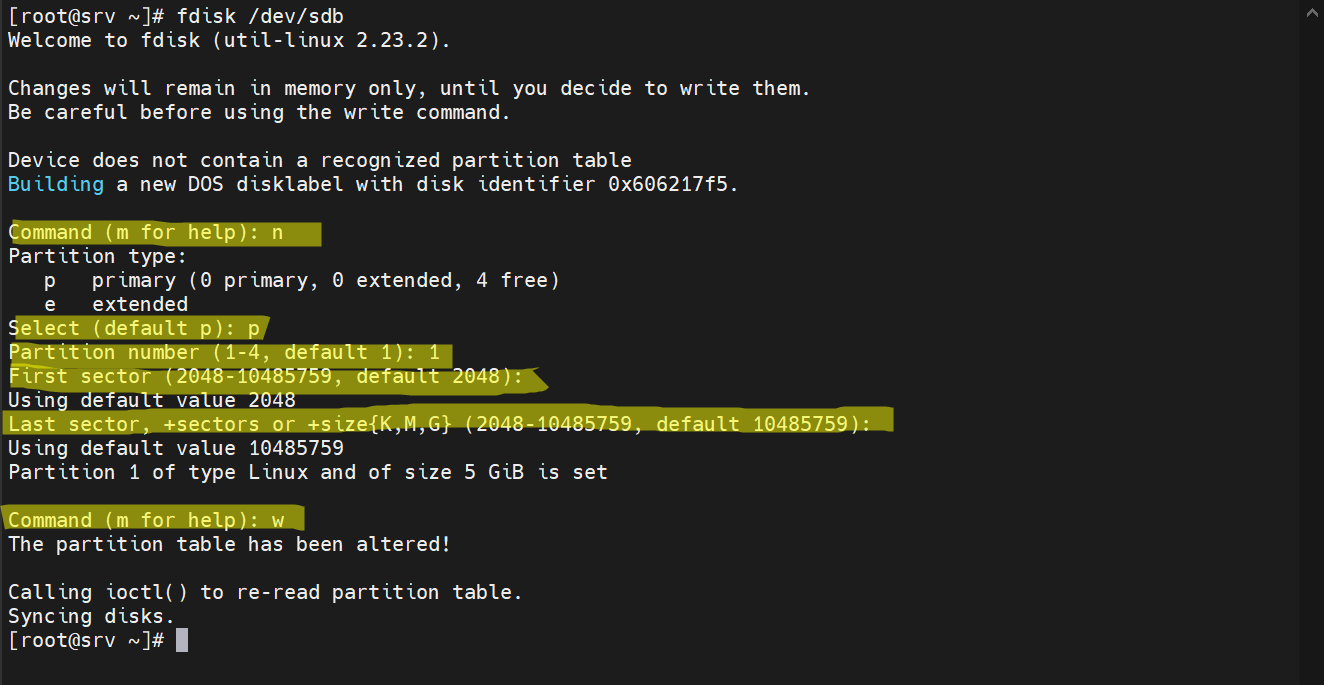 [root@srv ~]# fdisk /dev/sdb
Welcome to fdisk (util-linux 2.23.2).
Changes will remain in memory only, until you decide to write them.
Be careful before using the write command.
Device does not contain a recognized partition table
Building a new DOS disklabel with disk identifier 0x606217f5.
Command (m for help): n
Partition type:
   p   primary (0 primary, 0 extended, 4 free)
   e   extended
Select (default p): p
Partition number (1-4, default 1): 1
First sector (2048-10485759, default 2048):
Using default value 2048
Last sector, +sectors or +size{K,M,G} (2048-10485759, default 10485759):
Using default value 10485759
Partition 1 of type Linux and of size 5 GiB is set
Command (m for help): w
The partition table has been altered!
Calling ioctl() to re-read partition table.
Syncing disks.
[root@srv ~]#